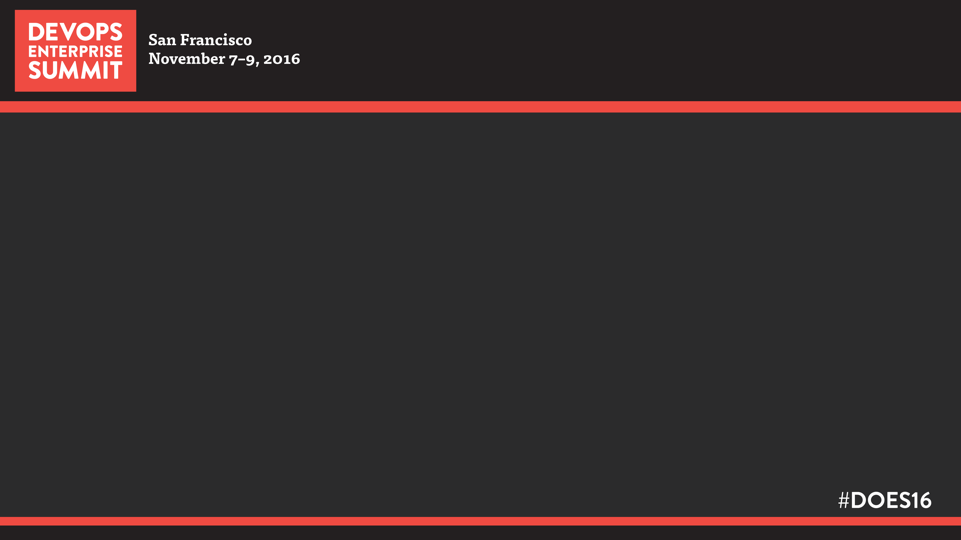 DEVOPS
ENTERPRISE
SUMMIT
San Francisco
November 7–9, 2016
#DOES16